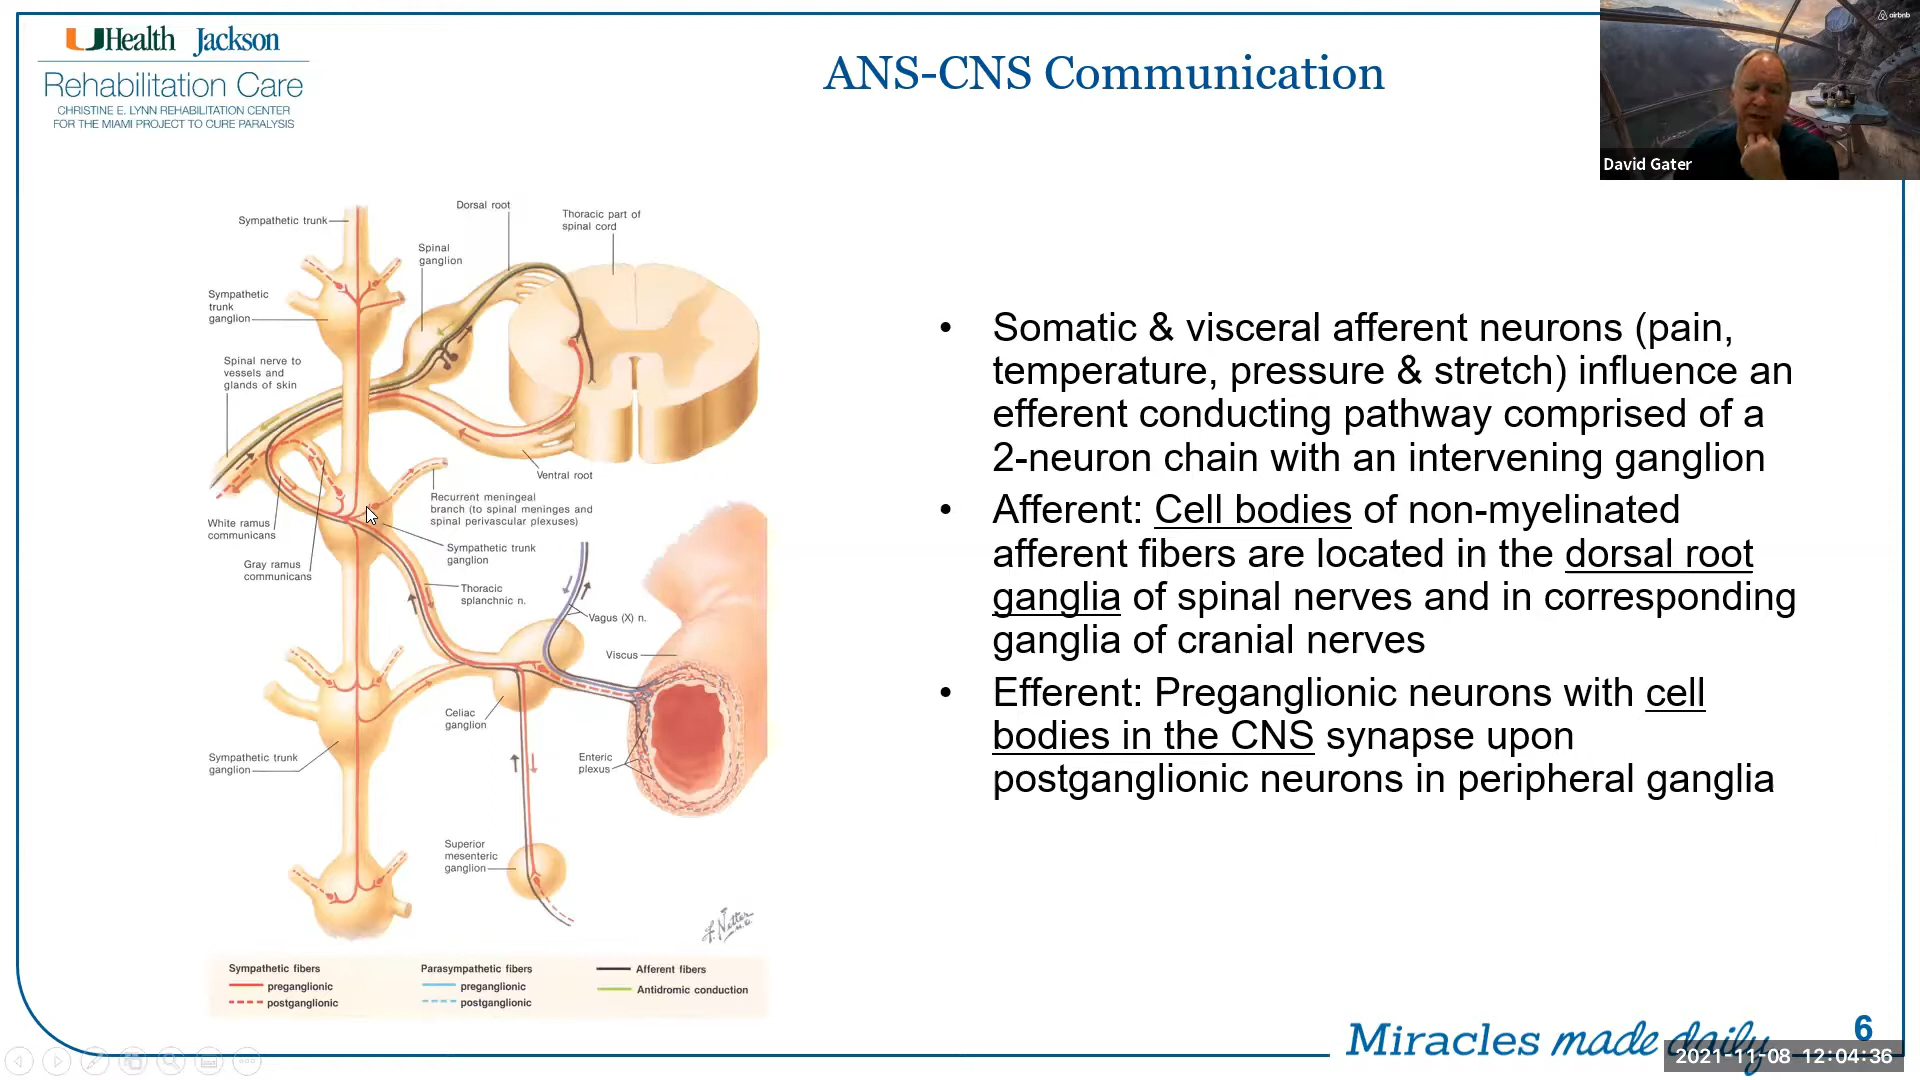 UHealth Jackson
Rehabilitation Care
CHRISTINE E. LYNN REHABILITATION CENTER
FOR THE MIAMI PROJECT TO CURE PARALYSIS
ANS-CNS Communication
airbnb
David Gater
Sympathetic trunk
Dorsal root
Thoracic part of
spinal cord
Spinal
ganglion
Sympathetic
trunk
ganglion
Spinal nerve to
vessels and
glands of skin
Ventral root
Recurrent meningeal
branch (to spinal meninges and
spinal perivascular plexuses)
White ramus
communicans
Gray ramus
communicans
Sympathetic trunk
ganglion
Thoracic
splanchnic n.
Vagus (X) n.
Viscus
Celiac
ganglion
Sympathetic trunk
ganglion
Enteric
plexus
Superior
mesenteric
ganglion
F. Netter
M.D.
Sympathetic fibers
preganglionic
postganglionic
Parasympathetic fibers
preganglionic
postganglionic
Afferent fibers
Antidromic conduction
• Somatic & visceral afferent neurons (pain,
temperature, pressure & stretch) influence an
efferent conducting pathway comprised of a
2-neuron chain with an intervening ganglion
• Afferent: Cell bodies of non-myelinated
afferent fibers are located in the dorsal root
ganglia of spinal nerves and in corresponding
ganglia of cranial nerves
• Efferent: Preganglionic neurons with cell
bodies in the CNS synapse upon
postganglionic neurons in peripheral ganglia
Miracles made daily
6
2021-11-08 12:04:36